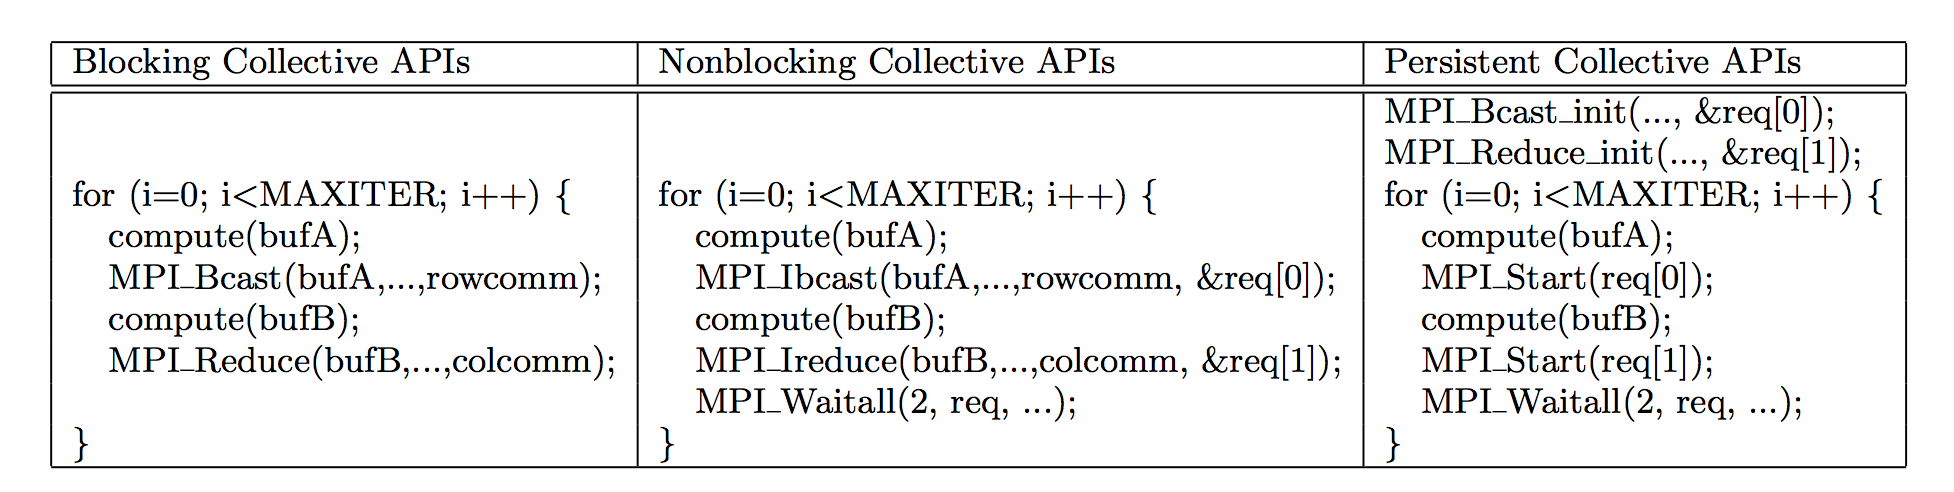 Blocking Collective APIs
Nonblocking Collective APIs
Persistent Collective APIs
for (i=0; i<MAXITER; i++) {
compute(bufA);
MPI_Bcast(bufA,...,rowcomm);
compute(bufB);
MPI_Reduce(bufB,...,colcomm);
}
for (i=0; i<MAXITER; i++) {
compute(bufA);
MPI_Ibcast(bufA,...,rowcomm, &req[0]);
compute(bufB);
MPI_Ireduce(bufB,...,colcomm, &req[1]);
MPI_Waitall(2, req, ...);
}
MPI_Bcast_init(..., &req[0]);
MPI_Reduce_init(..., &req[1]);
for (i=0; i<MAXITER; i++) {
compute(bufA);
MPI_Start(req[0]);
compute(bufB);
MPI_Start(req[1]);
MPI_Waitall(2, req, ...);
}